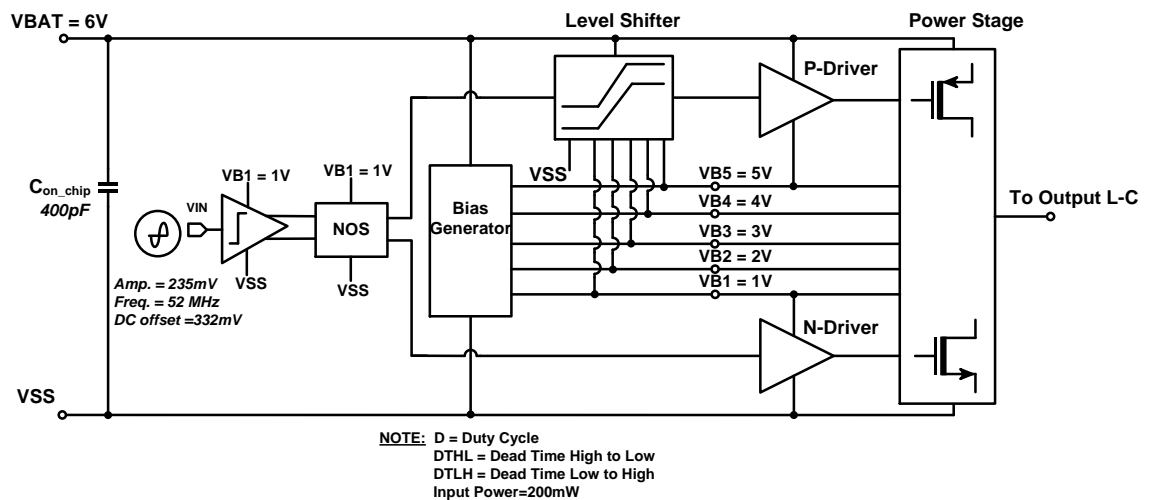 VBAT = 6V
Level Shifter
Power Stage
P-Driver
VSS
C on_chip
400pF
VIN
VB1 = 1V
VSS
VB1 = 1V
NOS
VSS
Amp. = 235mV
Freq. = 52 MHz
DC offset =332mV
Bias
Generator
VB5 = 5V
VB4 = 4V
VB3 = 3V
VB2 = 2V
VB1 = 1V
To Output L-C
N-Driver
VSS
NOTE: D = Duty Cycle
DTHL = Dead Time High to Low
DTLH = Dead Time Low to High
Input Power=200mW